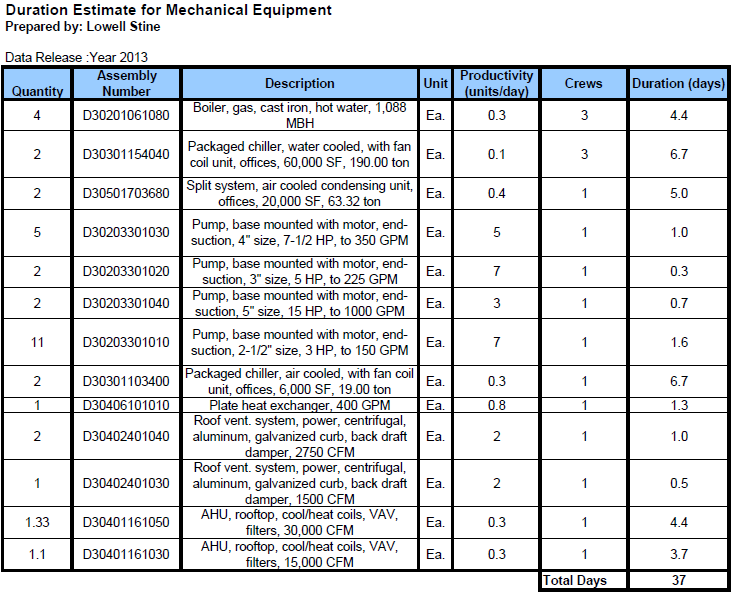 Duration Estimate for Mechanical Equipment
Prepared by: Lowell Stine
Data Release :Year 2013
Quantity Assembly Number Description Unit Productivity (units/day) Crews Duration (days)
4 D30201061080 Boiler, gas, cast iron, hot water, 1,088 MBH Ea. 0.3 3 4.4
2 D30301154040 Packaged chiller, water cooled, with fan coil unit, offices, 60,000 SF, 190.00 ton Ea. 0.1 3 6.7
2 D30501703680 Split system, air cooled condensing unit, offices, 20,000 SF, 63.32 ton Ea. 0.4 1 5.0
5 D30203301030 Pump, base mounted with motor, end-suction, 4" size, 7-1/2 HP, to 350 GPM Ea. 5 1 1.0
2 D30203301020 Pump, base mounted with motor, end-suction, 3" size, 5 HP, to 225 GPM Ea. 7 1 0.3
2 D30203301040 Pump, base mounted with motor, end-suction, 5" size, 15 HP, to 1000 GPM Ea. 3 1 0.7
11 D30203301010 Pump, base mounted with motor, end-suction, 2-1/2" size, 3 HP, to 150 GPM Ea. 7 1 1.6
2 D30301103400 Packaged chiller, air cooled, with fan coil unit, offices, 6,000 SF, 19.00 ton Ea. 0.3 1 6.7
1 D30406101010 Plate heat exchanger, 400 GPM Ea. 0.8 1 1.3
2 D30402401040 Roof vent. system, power, centrifugal, aluminum, galvanized curb, back draft damper, 2750 CFM Ea. 2 1 1.0
1 D30402401030 Roof vent. system, power, centrifugal, aluminum, galvanized curb, back draft damper, 1500 CFM Ea. 2 1 0.5
1.33 D30401161050 AHU, rooftop, cool/heat coils, VAV, filters, 30,000 CFM Ea. 0.3 1 4.4
1.1 D30401161030 AHU, rooftop, cool/heat coils, VAV, filters, 15,000 CFM Ea. 0.3 1 3.7
Total Days 37